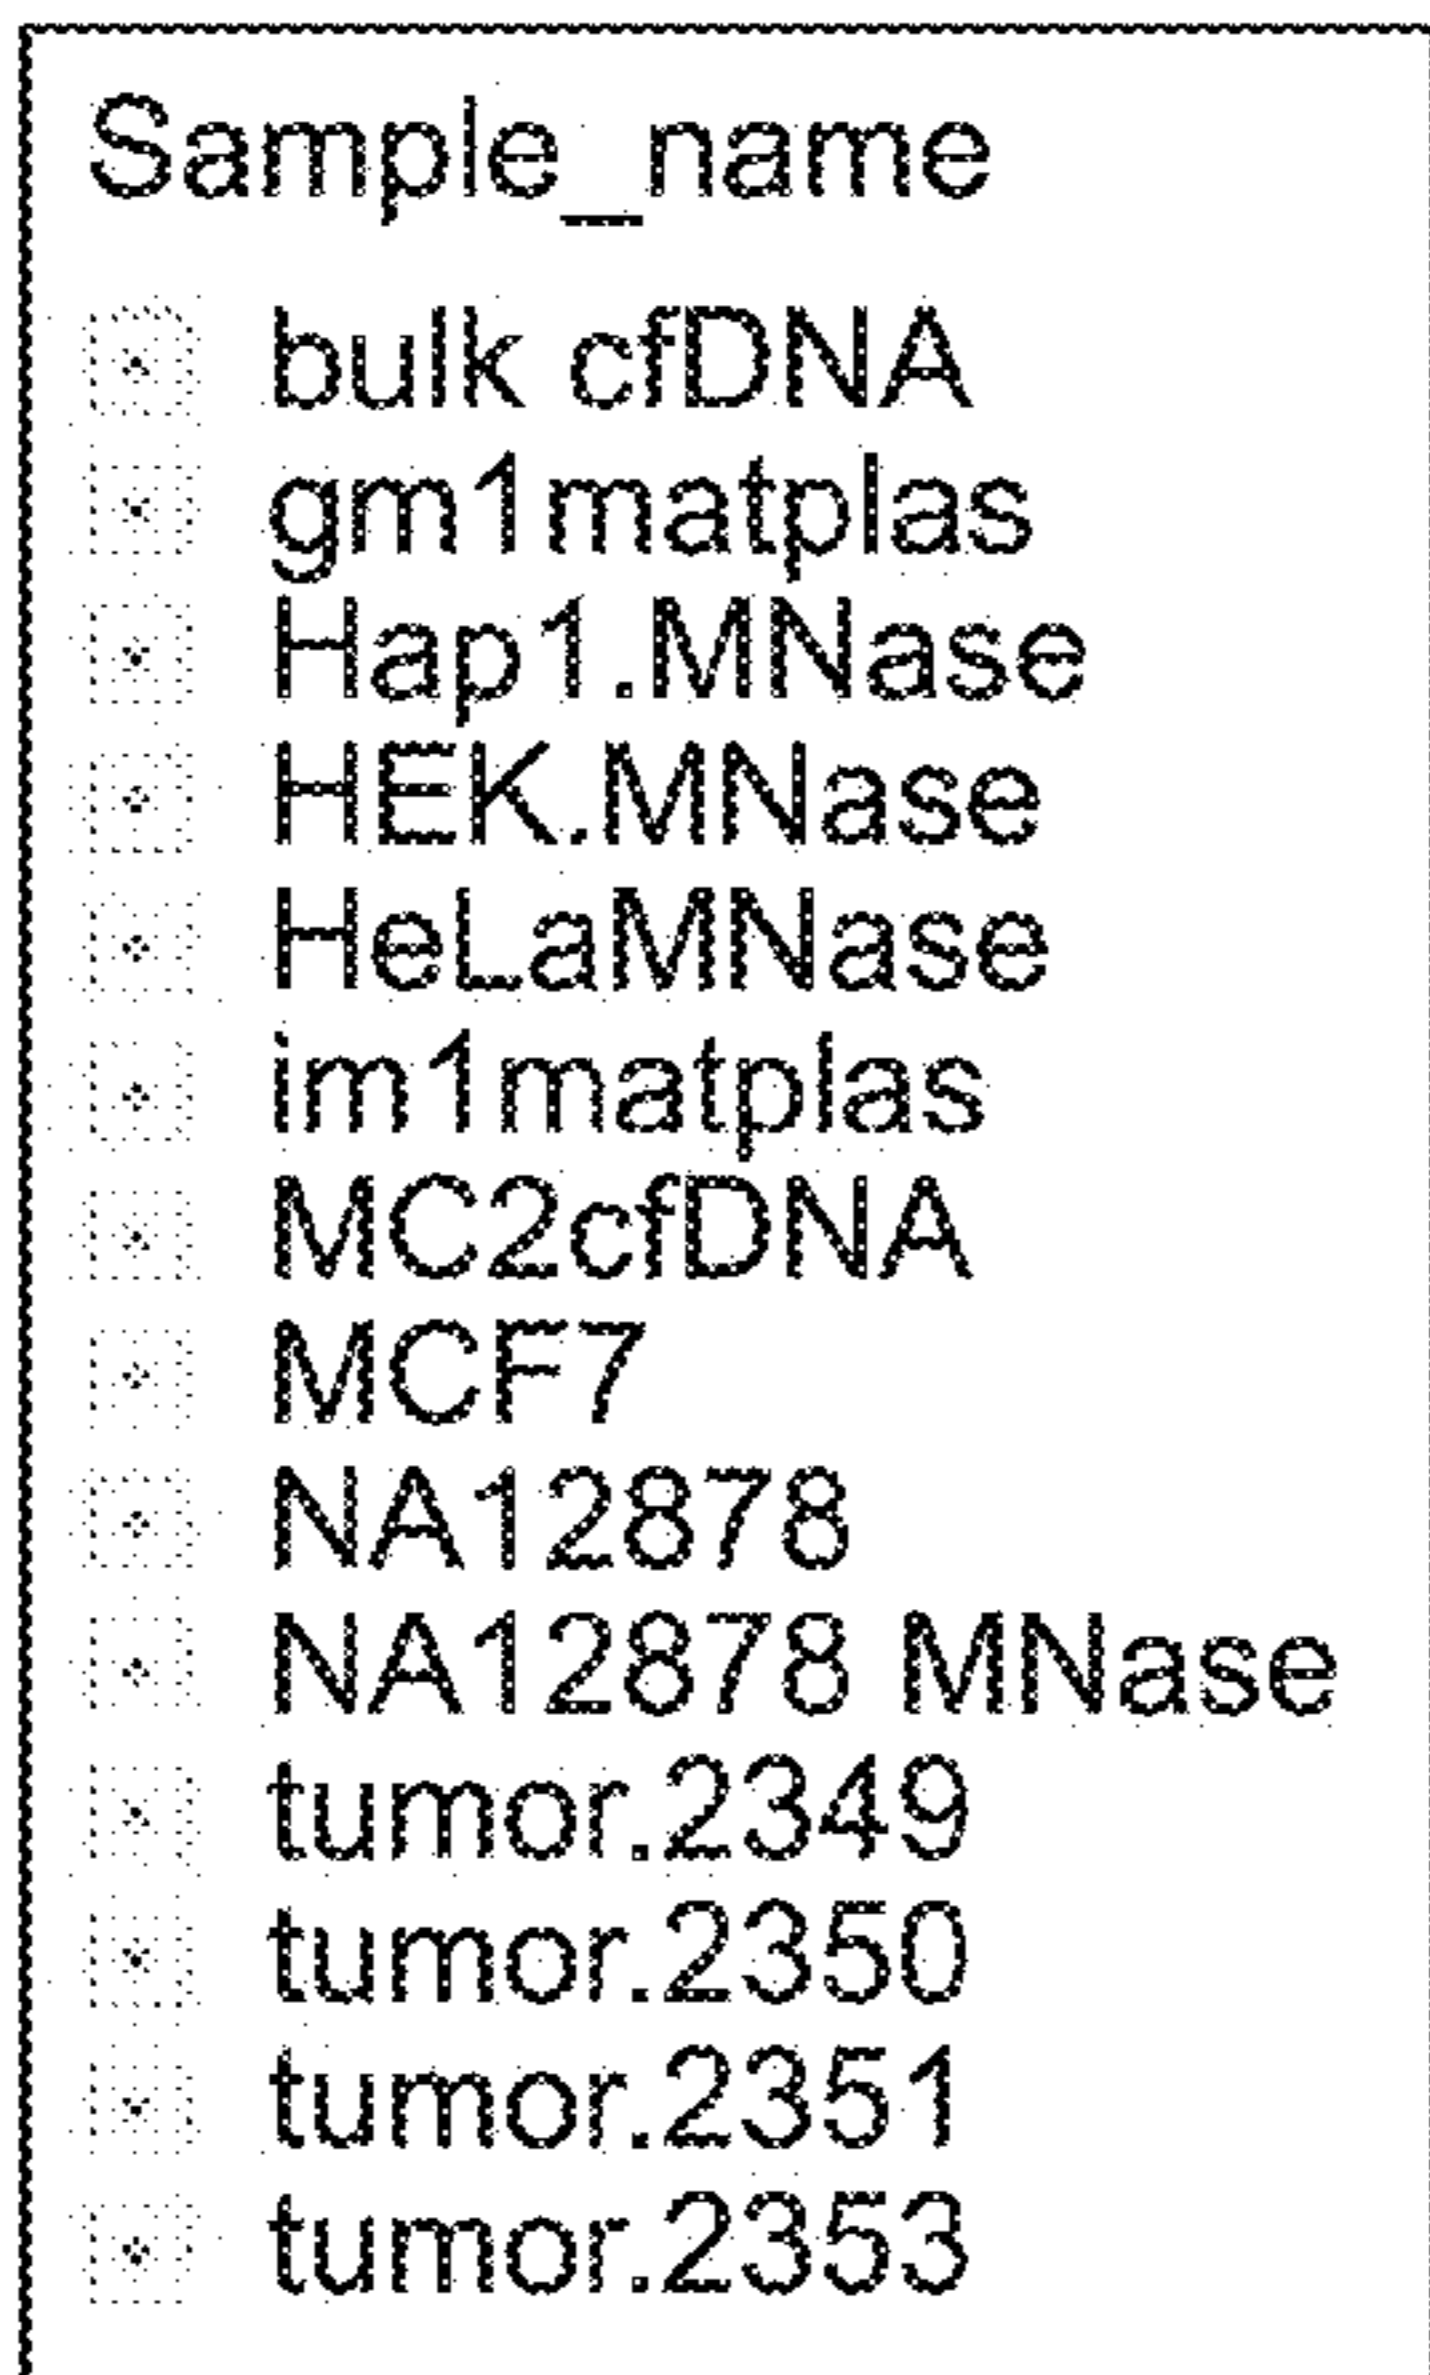 Sample_name
bulk cfDNA
gm1matplas
Hap1.MNase
HEK.MNase
HeLaMNase
im1matplas
MC2cfDNA
MCF7
NA12878
NA12878 MNase
tumor.2349
tumor.2350
tumor.2351
tumor.2353